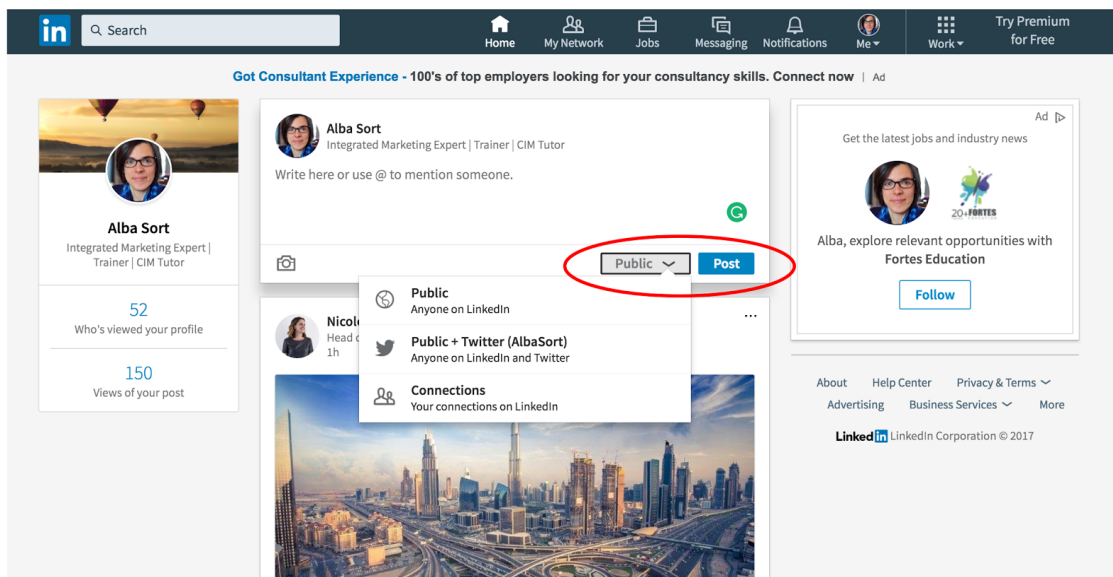 in
Search
Home
My Network
Jobs
Messaging
Notifications
Me
Work
Try Premium
for Free
Got Consultant Experience - 100's of top employers looking for your consultancy skills. Connect now | Ad
Alba Sort
Integrated Marketing Expert |
Trainer | CIM Tutor
52
Who's viewed your profile
150
Views of your post
Alba Sort
Integrated Marketing Expert | Trainer | CIM Tutor
Write here or use @ to mention someone.
Public
Post
Public
Anyone on LinkedIn
Public + Twitter (AlbaSort)
Anyone on LinkedIn and Twitter
Connections
Your connections on LinkedIn
Head
1h
...
Ad
Get the latest jobs and industry news
20+ FORTES
Alba, explore relevant opportunities with
Fortes Education
Follow
About Help Center Privacy & Terms
Advertising Business Services More
Linked in LinkedIn Corporation © 2017